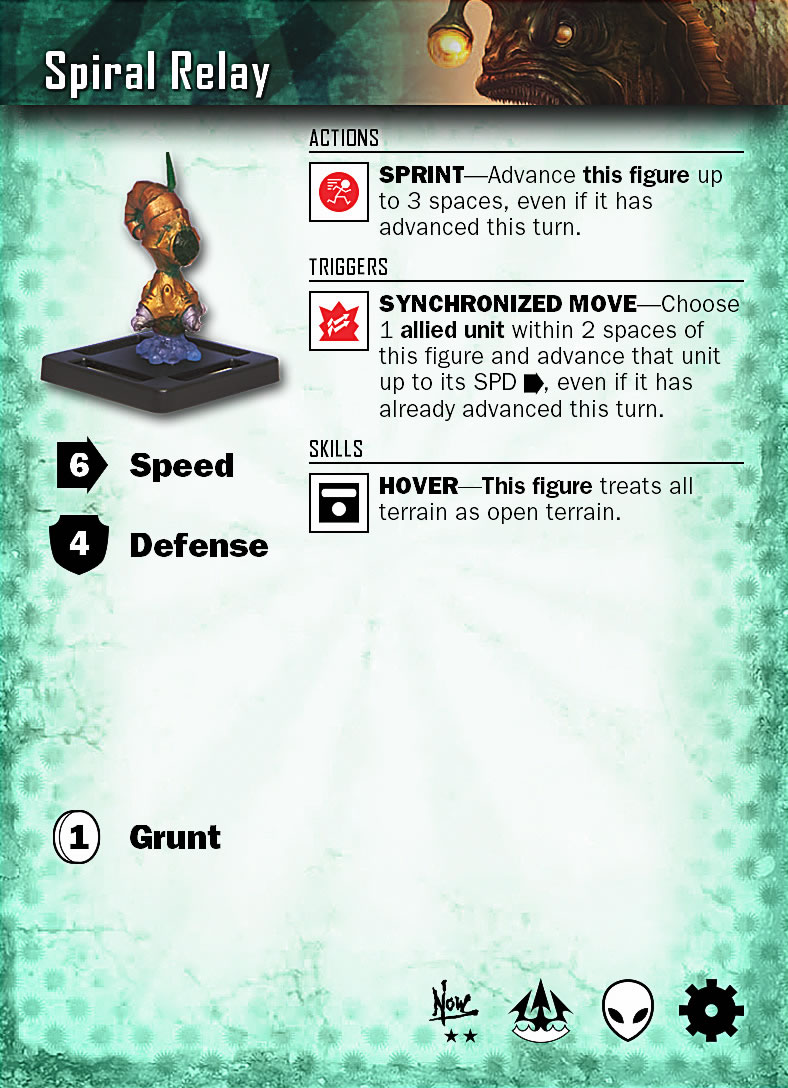 Spiral Relay
ACTIONS
SPRINT—Advance this figure up
to 3 spaces, even if it has
advanced this turn.
TRIGGERS
SYNCHRONIZED MOVE—Choose
1 allied unit within 2 spaces of
this figure and advance that unit
up to its SPD , even if it has
already advanced this turn.
SKILLS
HOVER—This figure treats all
terrain as open terrain.
6 Speed
4 Defense
1 Grunt
Now